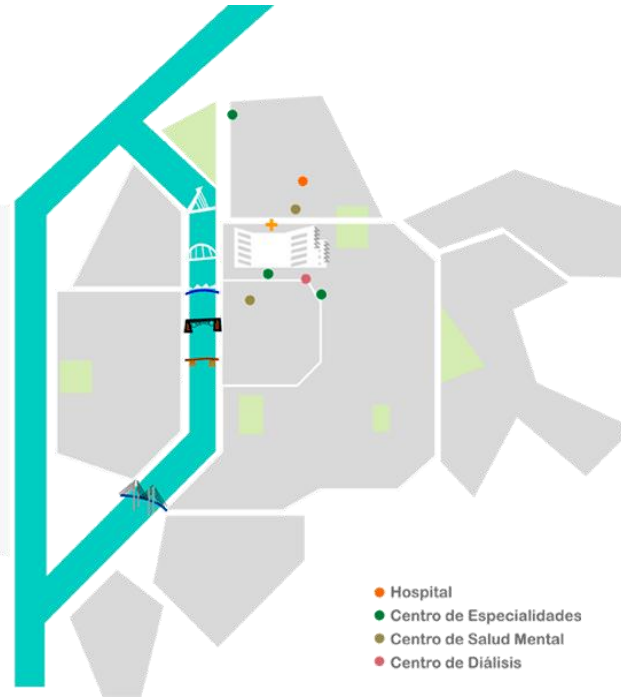 Hospital
Centro de Especialidades
Centro de Salud Mental
Centro de Diálisis